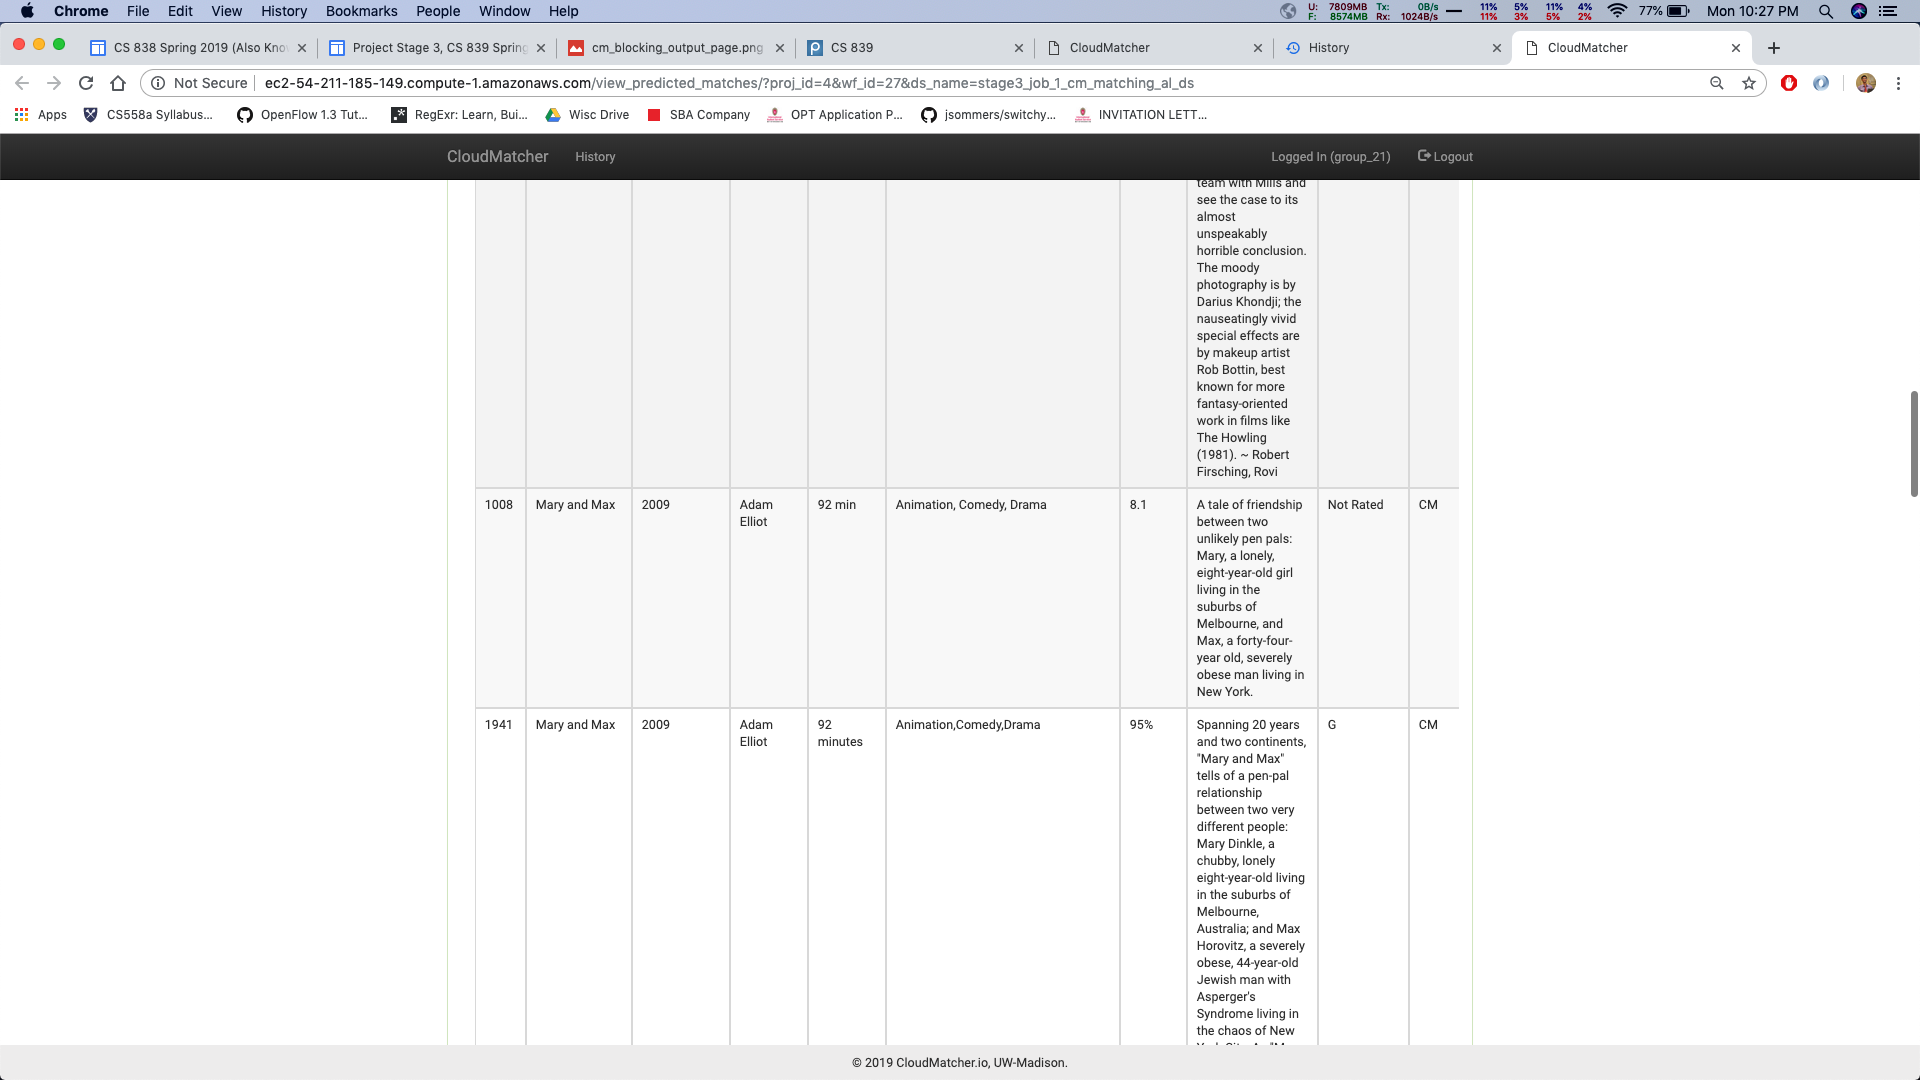 Chrome File Edit View History Bookmarks People Window Help U: 7809MB Tx: 0B/s 11% 5% 11% 4% 77% Mon 10:27 PM
F: 8574MB Rx: 1024B/s 11% 3% 5% 2%
CS 838 Spring 2019 (Also Kno Project Stage 3, CS 839 Spring cm_blocking_output_page.png CS 839 CloudMatcher History CloudMatcher
Not Secure ec2-54-211-185-149.compute-1.amazonaws.com/view_predicted_matches/?proj_id=4&wf_id=27&ds_name=stage3_job_1_cm_matching_al_ds
Apps CS558a Syllabus... OpenFlow 1.3 Tut... RegExr: Learn, Bui... Wisc Drive SBA Company OPT Application P... jsommers/switchy... INVITATION LETT...
CloudMatcher History Logged In (group_21) Logout
team with Mills and
see the case to its
almost
unspeakably
horrible conclusion.
The moody
photography is by
Darius Khondji; the
nauseatingly vivid
special effects are
by makeup artist
Rob Bottin, best
known for more
fantasy-oriented
work in films like
The Howling
(1981). ~ Robert
Firsching, Rovi
1008 Mary and Max 2009 Adam 92 min Animation, Comedy, Drama 8.1 A tale of friendship Not Rated CM
Elliot between two
unlikely pen pals:
Mary, a lonely,
eight-year-old girl
living in the
suburbs of
Melbourne, and
Max, a forty-four-
year old, severely
obese man living in
New York.
1941 Mary and Max 2009 Adam 92 Animation,Comedy,Drama 95% Spanning 20 years G CM
Elliot minutes and two continents,
"Mary and Max"
tells of a pen-pal
relationship
between two very
different people:
Mary Dinkle, a
chubby, lonely
eight-year-old living
in the suburbs of
Melbourne,
Australia; and Max
Horovitz, a severely
obese, 44-year-old
Jewish man with
Asperger's
Syndrome living in
the chaos of New
© 2019 CloudMatcher.io, UW-Madison.